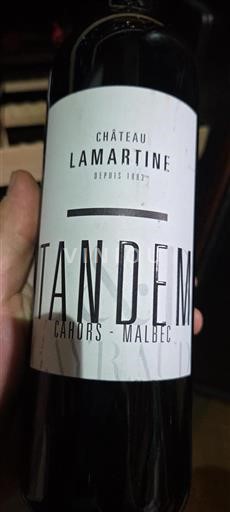 CHÂTEAU
LAMARTINE
DEPUIS 1883
TANDEM
CAHORS - MALBEC